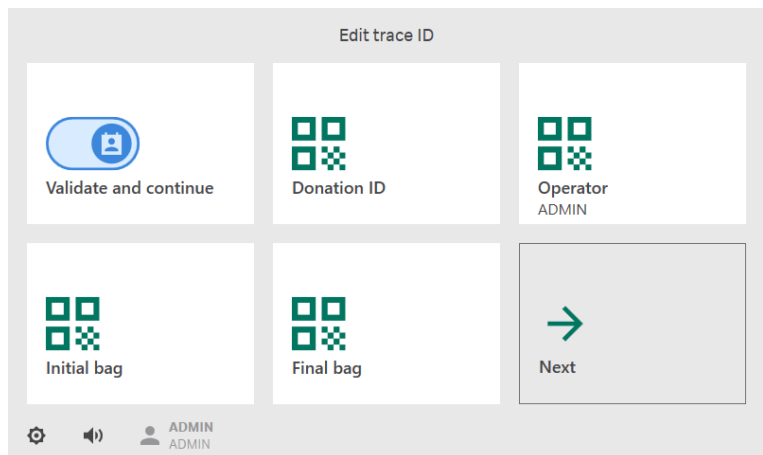 Edit trace ID
Validate and continue
Donation ID
Operator
ADMIN
Initial bag
Final bag
Next
ADMIN
ADMIN